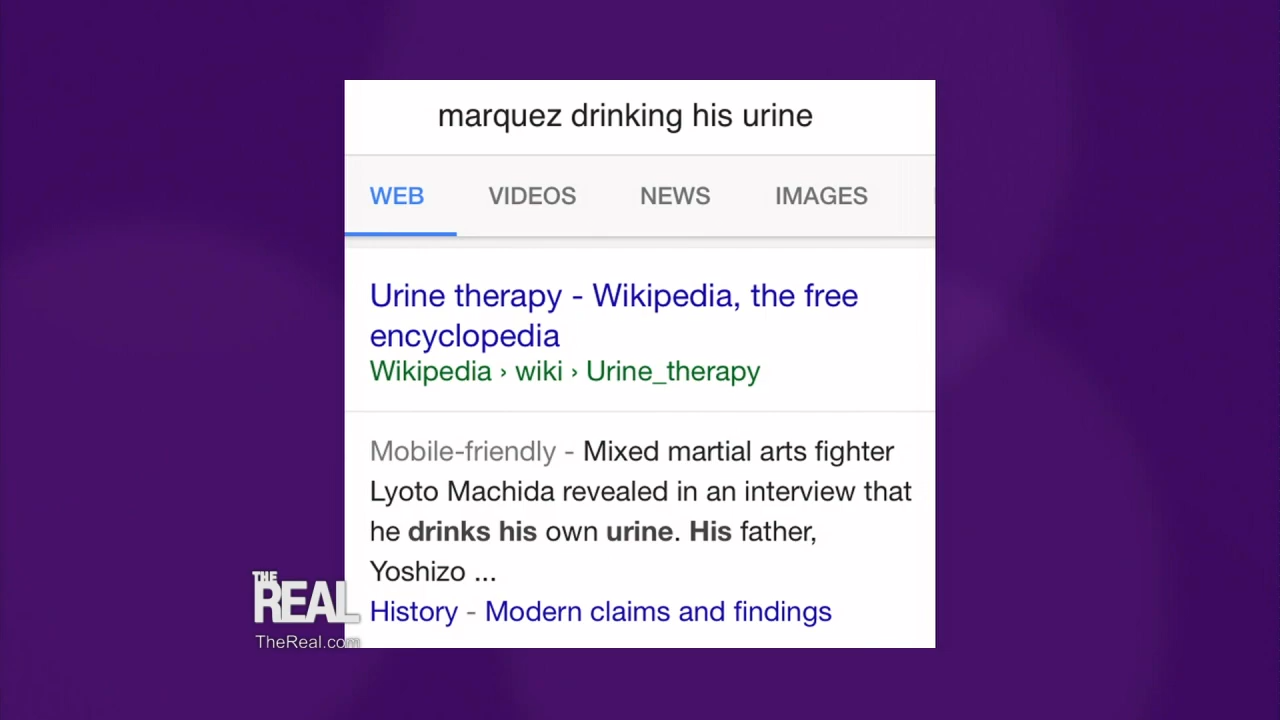 marquez drinking his urine
WEB VIDEOS NEWS IMAGES
Urine therapy - Wikipedia, the free
encyclopedia
Wikipedia › wiki › Urine_therapy
Mobile-friendly - Mixed martial arts fighter
Lyoto Machida revealed in an interview that
he drinks his own urine. His father,
Yoshizo ...
History - Modern claims and findings
THE
REAL
TheReal.com